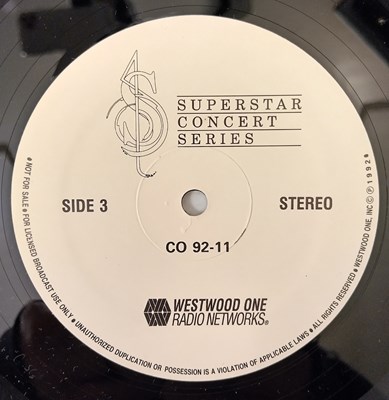 SUPERSTAR
CONCERT
SERIES
SIDE 3
STEREO
CO 92-11
WESTWOOD ONE
RADIO NETWORKS®
● NOT FOR SALE ● FOR LICENSED BROADCAST USE ONLY ● UNAUTHORIZED DUPLICATION OR POSSESSION IS A VIOLATION OF APPLICABLE LAWS ● ALL RIGHTS RESERVED ● WESTWOOD ONE, INC Ⓒ Ⓟ 1992 ●